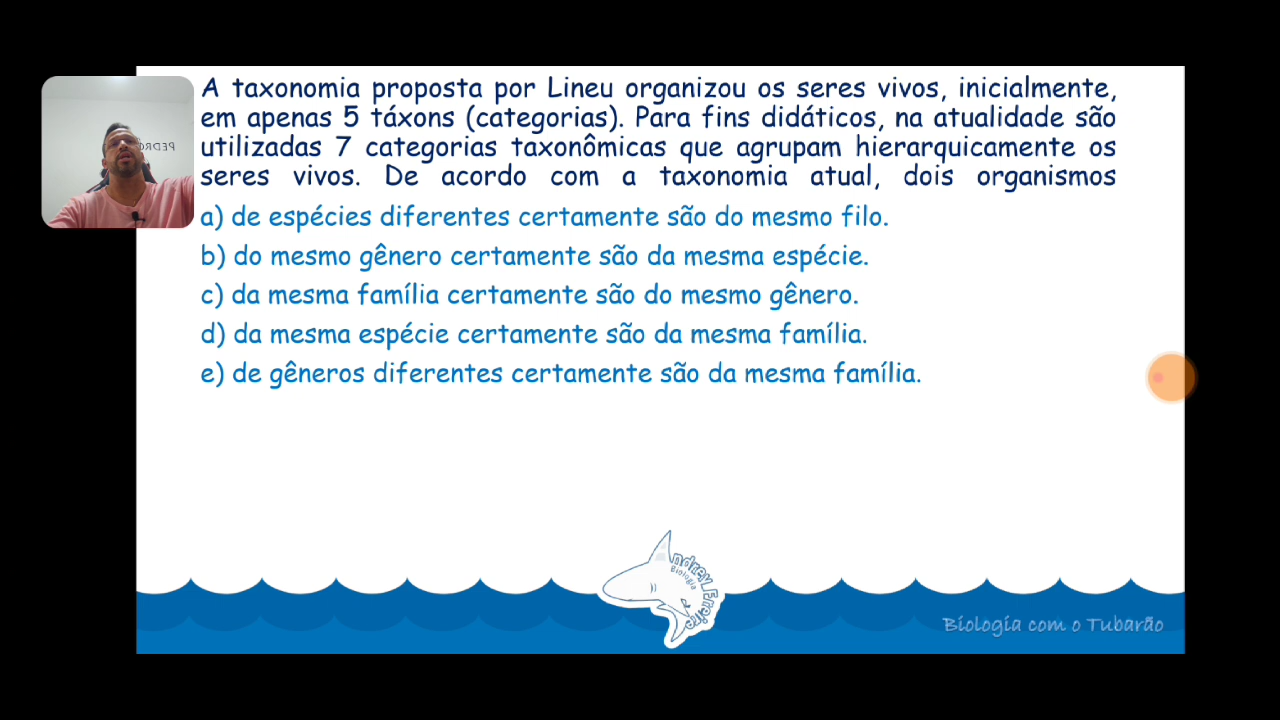 A taxonomia proposta por Lineu organizou os seres vivos, inicialmente,
em apenas 5 táxons (categorias). Para fins didáticos, na atualidade são
utilizadas 7 categorias taxonômicas que agrupam hierarquicamente os
seres vivos. De acordo com a taxonomia atual, dois organismos
a) de espécies diferentes certamente são do mesmo filo.
b) do mesmo gênero certamente são da mesma espécie.
c) da mesma família certamente são do mesmo gênero.
d) da mesma espécie certamente são da mesma família.
e) de gêneros diferentes certamente são da mesma família.
Biologia
Biologia com o Tubarão